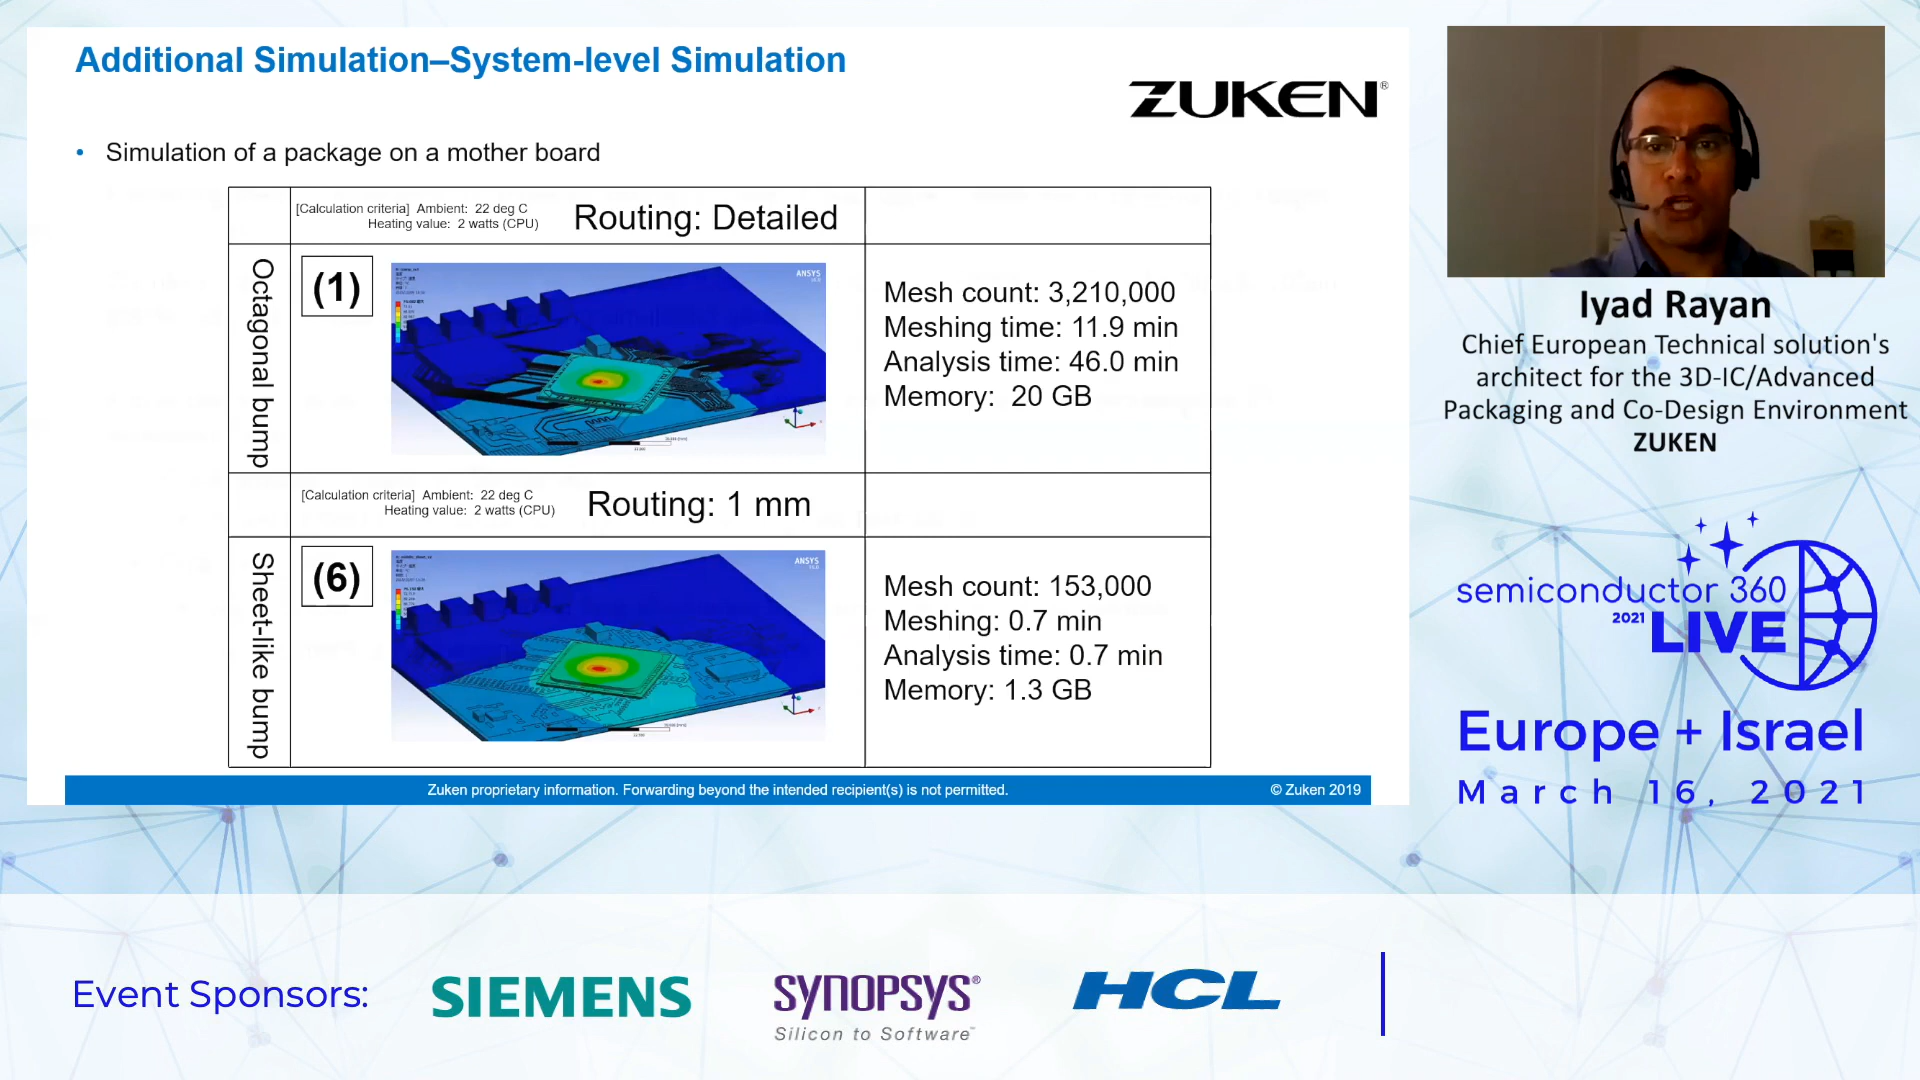 Additional Simulation–System-level Simulation
ZUKEN®
• Simulation of a package on a mother board
[Calculation criteria] Ambient: 22 deg C
Heating value: 2 watts (CPU)
Routing: Detailed
Octagonal bump
(1)
ANSYS
Mesh count: 3,210,000
Meshing time: 11.9 min
Analysis time: 46.0 min
Memory: 20 GB
[Calculation criteria] Ambient: 22 deg C
Heating value: 2 watts (CPU)
Routing: 1 mm
Sheet-like bump
(6)
ANSYS
Mesh count: 153,000
Meshing: 0.7 min
Analysis time: 0.7 min
Memory: 1.3 GB
Zuken proprietary information. Forwarding beyond the intended recipient(s) is not permitted.
© Zuken 2019
Iyad Rayan
Chief European Technical solution's
architect for the 3D-IC/Advanced
Packaging and Co-Design Environment
ZUKEN
semiconductor 360
2021 LIVE
Europe + Israel
March 16, 2021
Event Sponsors:
SIEMENS
SYNOPSYS®
Silicon to Software™
HCL